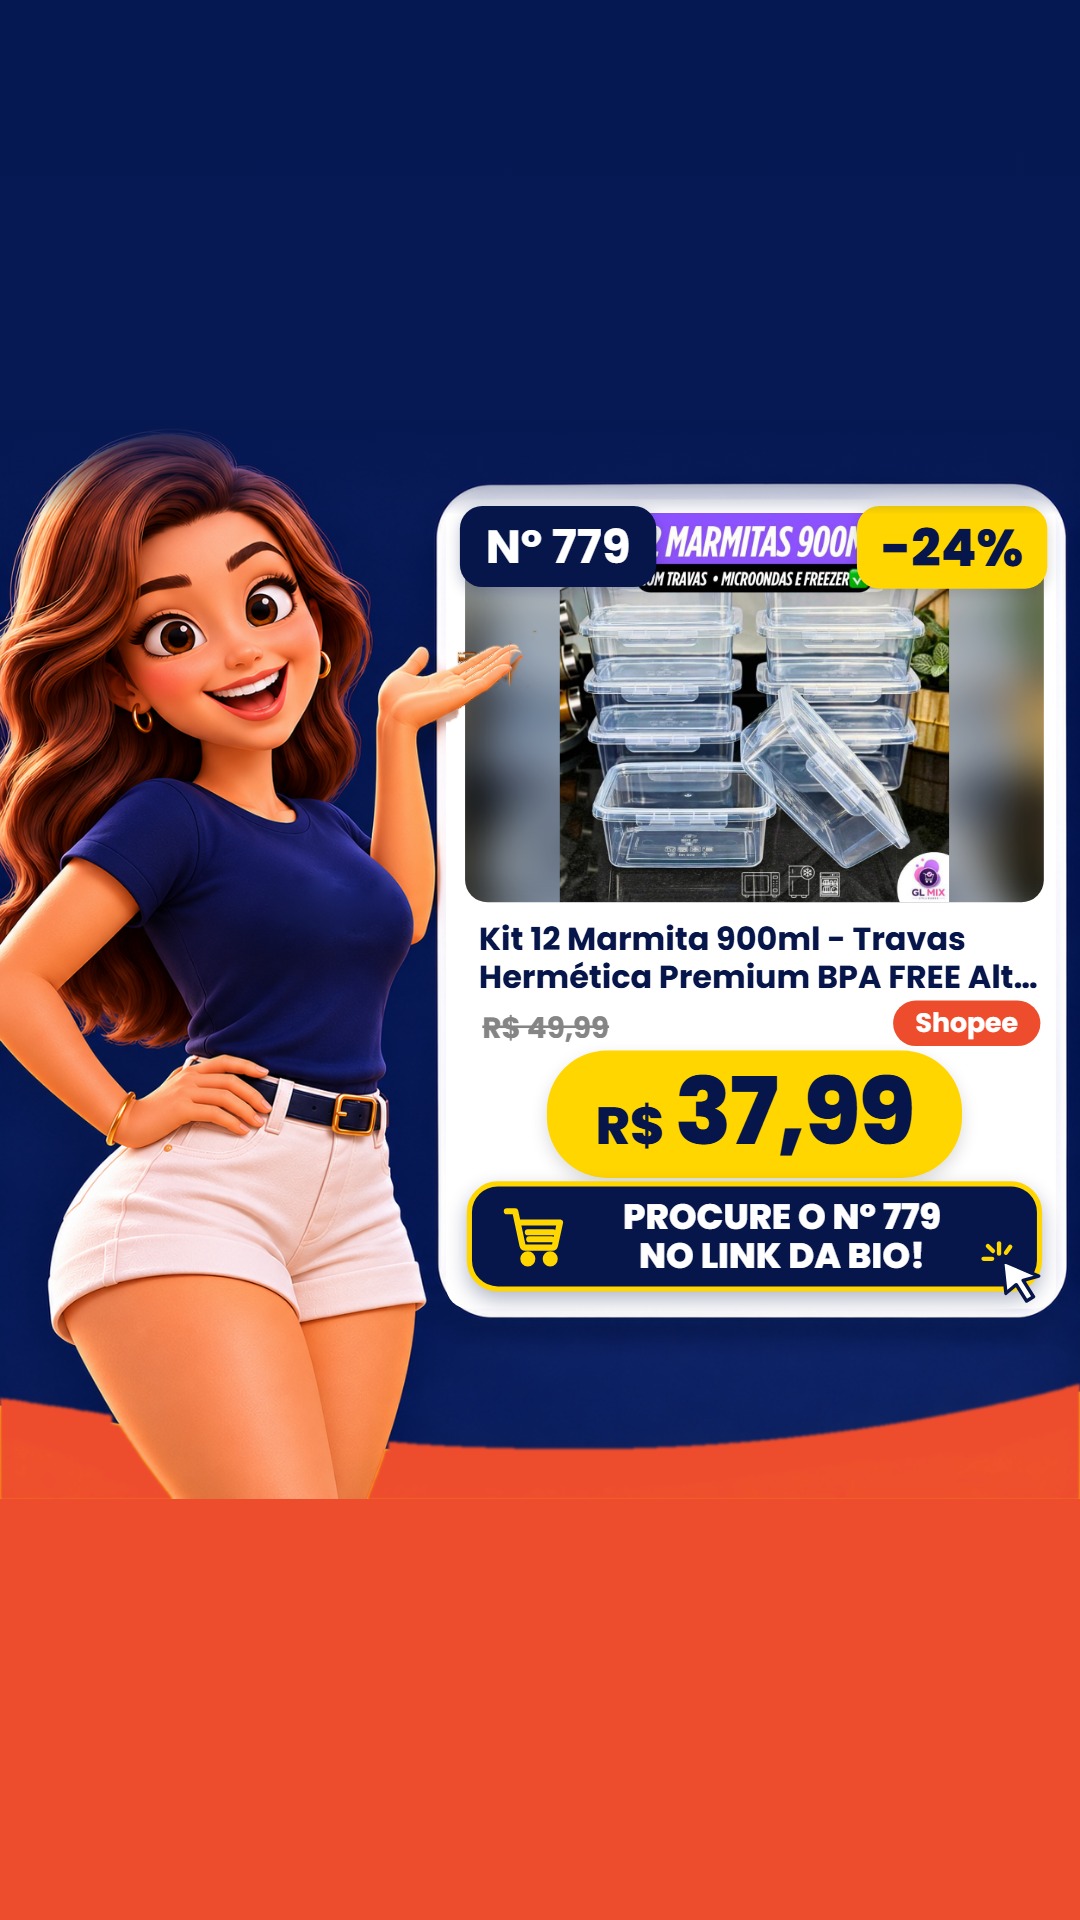 Nº 779
MARMITAS 900
-24%
TRAVAS • MICROONDAS E FREEZER
GL MIX
Kit 12 Marmita 900ml - Travas
Hermética Premium BPA FREE Alt...
R$ 49,99
Shopee
R$ 37,99
PROCURE O Nº 779
NO LINK DA BIO!